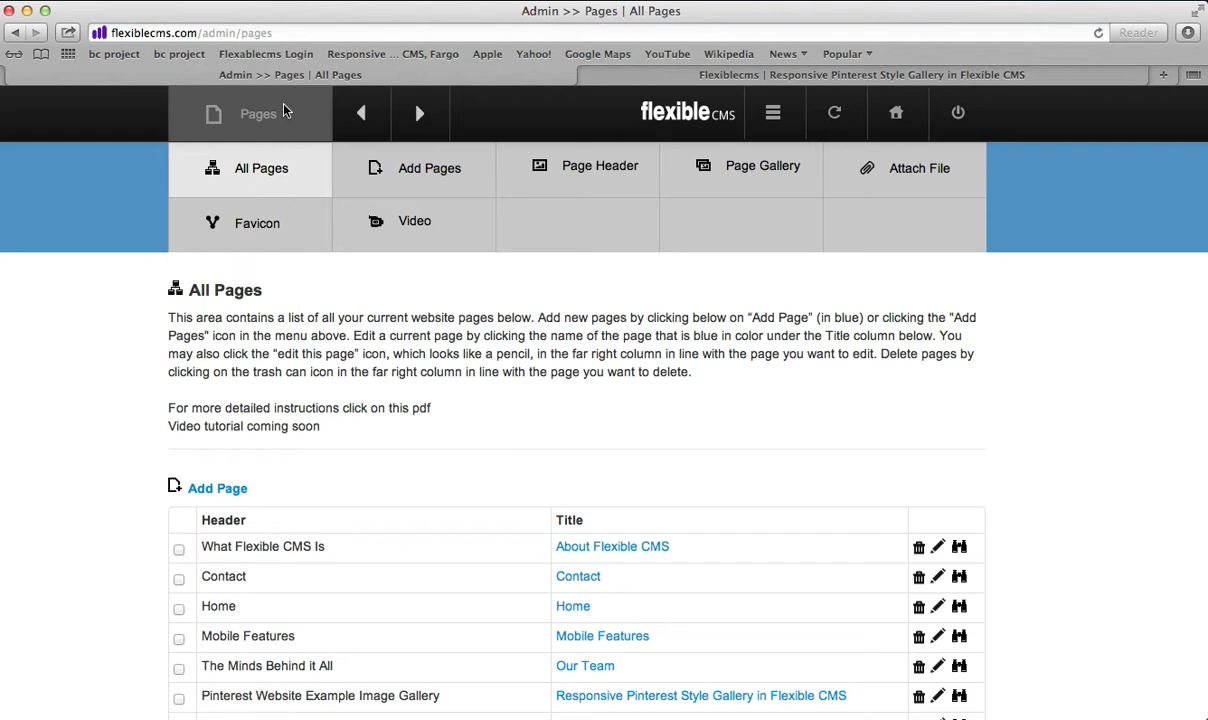 Admin >> Pages | All Pages
flexiblecms.com/admin/pages
Reader
bc project bc project Flexablecms Login Responsive ... CMS, Fargo Apple Yahoo! Google Maps YouTube Wikipedia News Popular
Admin >> Pages | All Pages
Flexiblecms | Responsive Pinterest Style Gallery in Flexible CMS
Pages
flexible CMS
All Pages
Add Pages
Page Header
Page Gallery
Attach File
Favicon
Video
All Pages
This area contains a list of all your current website pages below. Add new pages by clicking below on “Add Page” (in blue) or clicking the "Add
Pages" icon in the menu above. Edit a current page by clicking the name of the page that is blue in color under the Title column below. You
may also click the “edit this page” icon, which looks like a pencil, in the far right column in line with the page you want to edit. Delete pages by
clicking on the trash can icon in the far right column in line with the page you want to delete.
For more detailed instructions click on this pdf
Video tutorial coming soon
Add Page
Header Title
What Flexible CMS Is About Flexible CMS
Contact Contact
Home Home
Mobile Features Mobile Features
The Minds Behind it All Our Team
Pinterest Website Example Image Gallery Responsive Pinterest Style Gallery in Flexible CMS